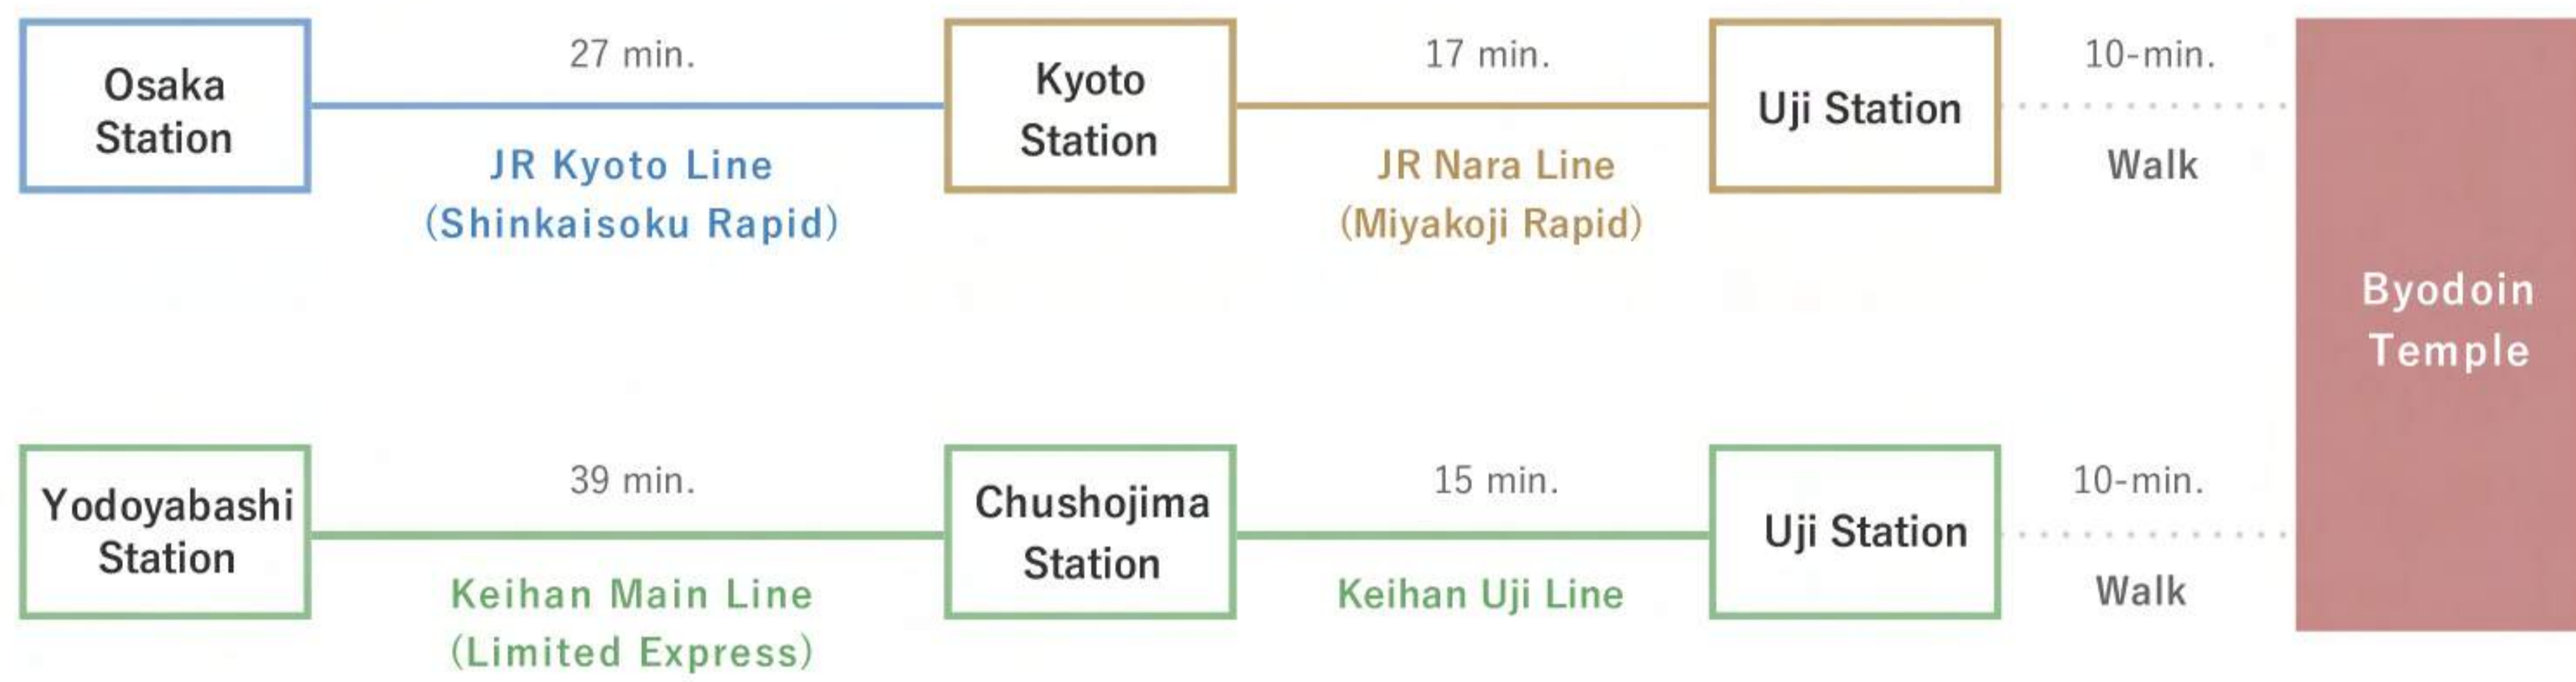 Osaka
Station
27 min.
JR Kyoto Line
(Shinkaisoku Rapid)
Kyoto
Station
17 min.
JR Nara Line
(Miyakoji Rapid)
Uji Station
10-min.
Walk
Byodoin
Temple
Yodoyabashi
Station
39 min.
Keihan Main Line
(Limited Express)
Chushojima
Station
15 min.
Keihan Uji Line
Uji Station
10-min.
Walk